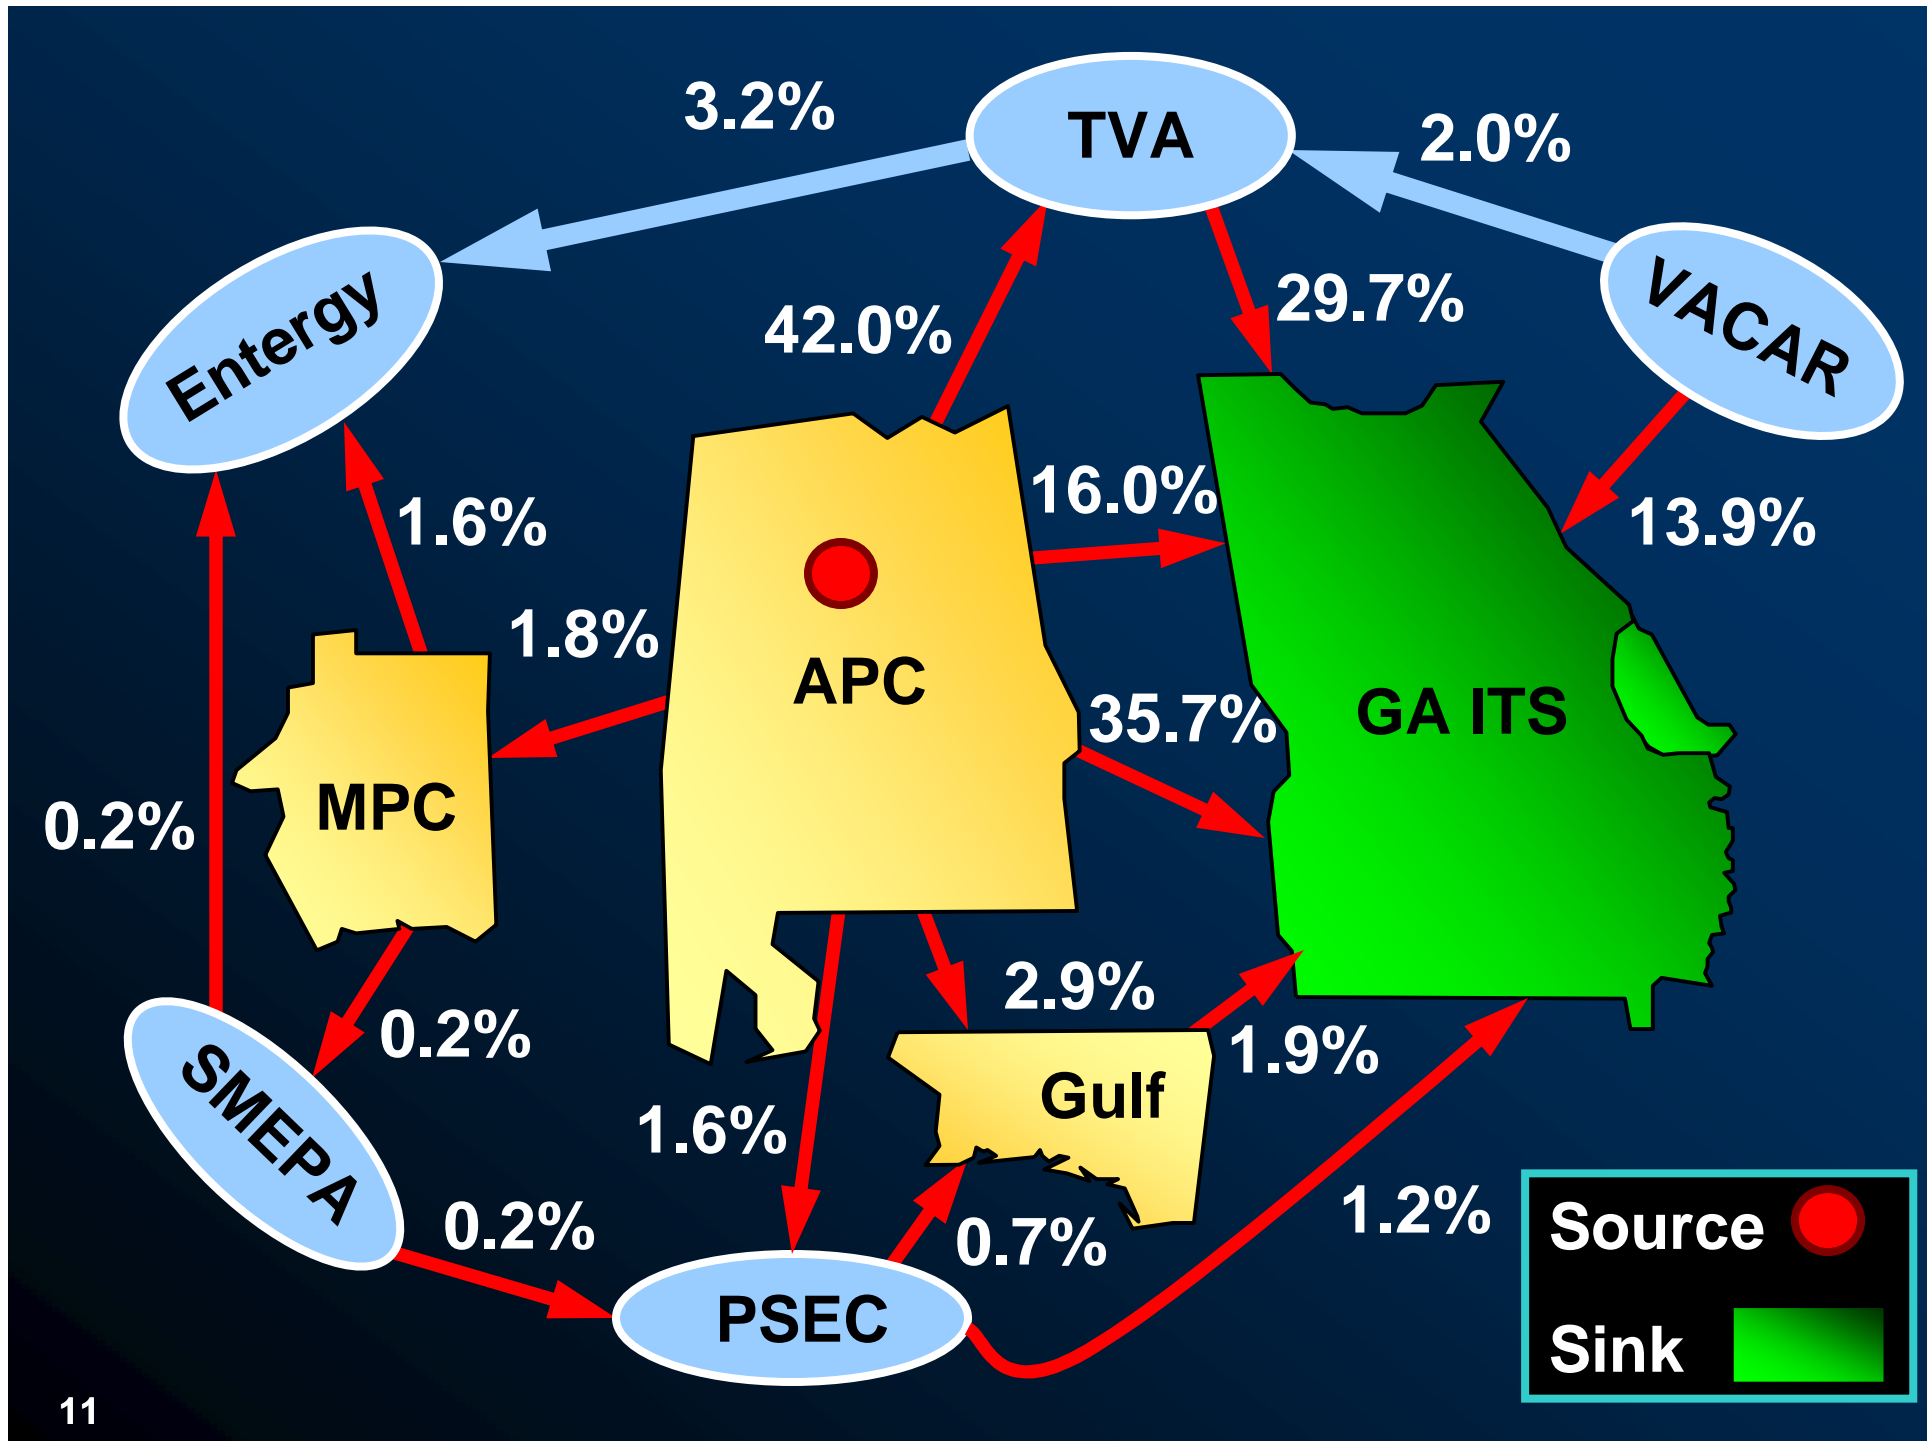 3.2%
TVA
2.0%
Entergy
42.0%
29.7%
VACAR
1.6%
16.0%
13.9%
1.8%
APC
35.7%
GA ITS
MPC
0.2%
2.9%
0.2%
1.9%
SMEPA
Gulf
1.6%
0.2%
0.7%
1.2%
PSEC
Source
Sink
11